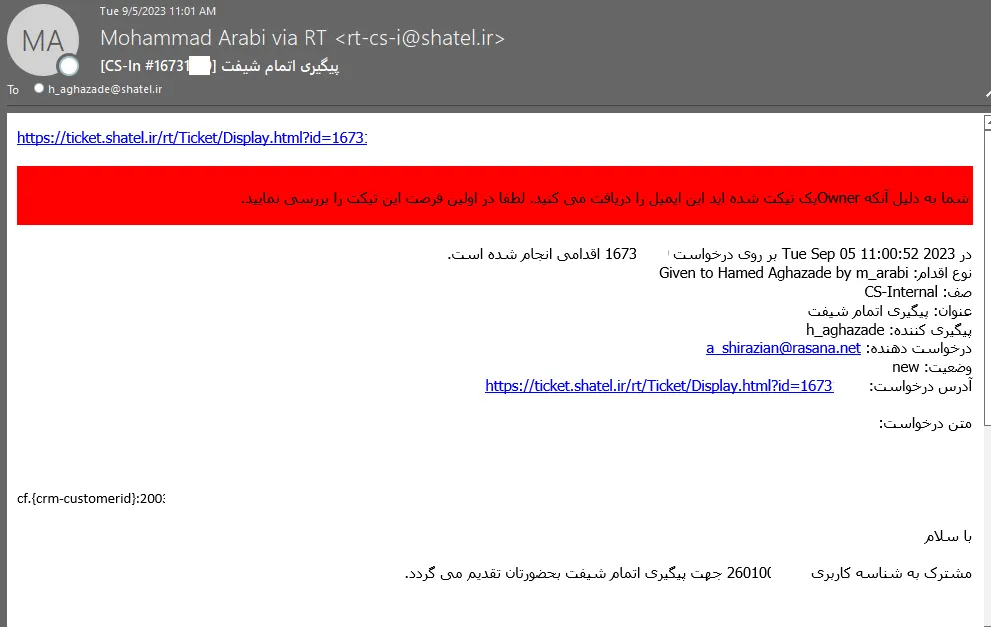 Tue 9/5/2023 11:01 AM
MA
Mohammad Arabi via RT <rt-cs-i@shatel.ir>
[CS-In #16731 ] پیگیری اتمام شیفت
To h_aghazade@shatel.ir
https://ticket.shatel.ir/rt/Ticket/Display.html?id=1673
شما به دلیل آنکه Ownerیک تیکت شده اید این ایمیل را دریافت می کنید. لطفا در اولین فرصت این تیکت را بررسی نمایید.
در Tue Sep 05 11:00:52 2023 بر روی درخواست 1673 اقدامی انجام شده است.
نوع اقدام: Given to Hamed Aghazade by m_arabi
صف: CS-Internal
عنوان: پیگیری اتمام شیفت
پیگیری کننده: h_aghazade
درخواست دهنده: a_shirazian@rasana.net
وضعیت: new
آدرس درخواست: https://ticket.shatel.ir/rt/Ticket/Display.html?id=1673
متن درخواست:
cf.{crm-customerid}:200
با سلام
مشترک به شناسه کاربری 26010 جهت پیگیری اتمام شیفت بحضورتان تقدیم می گردد.